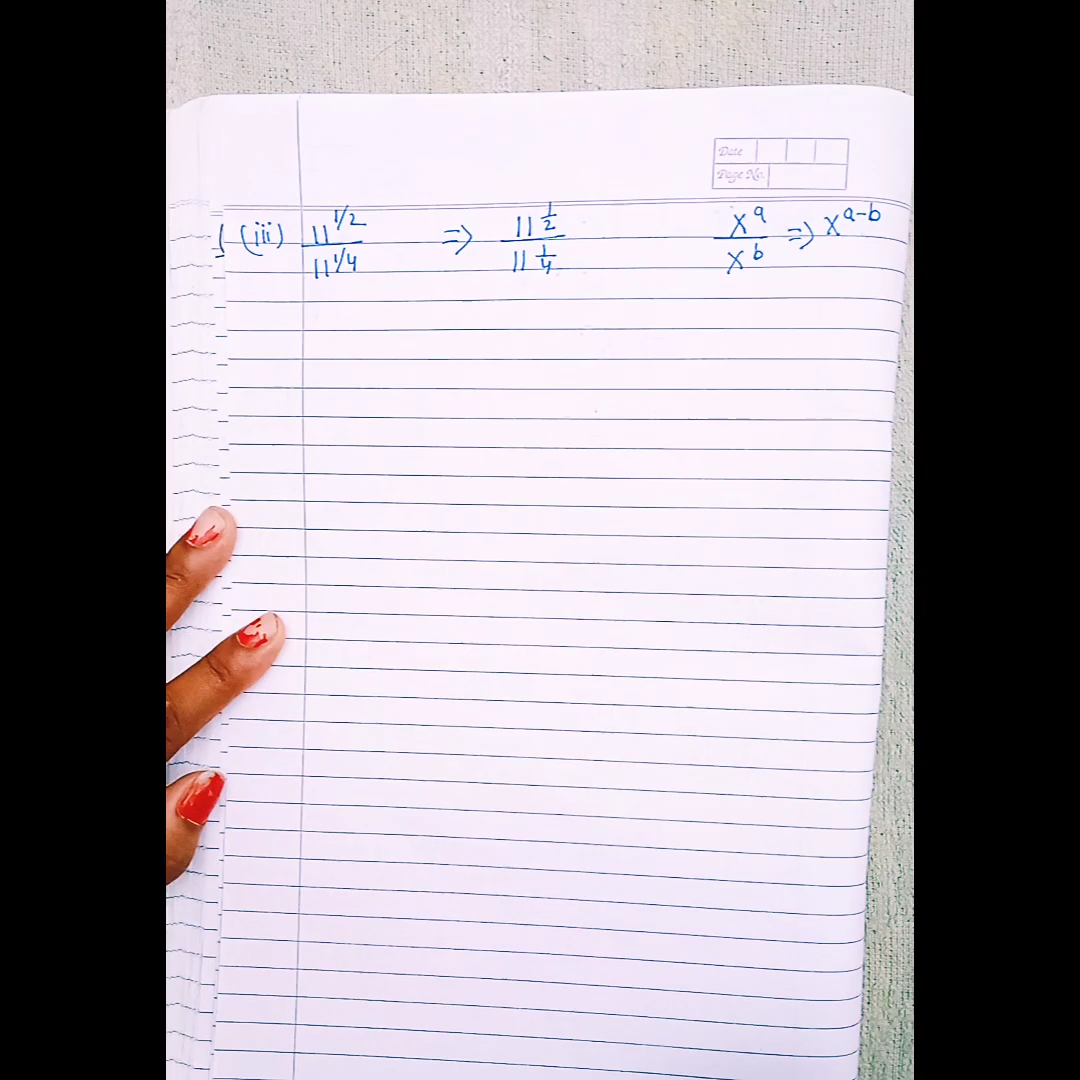 Date
Page No.
(iii) 11^1/2 / 11^1/4 => 11^1/2 / 11^1/4 x^a / x^b => x^a-b